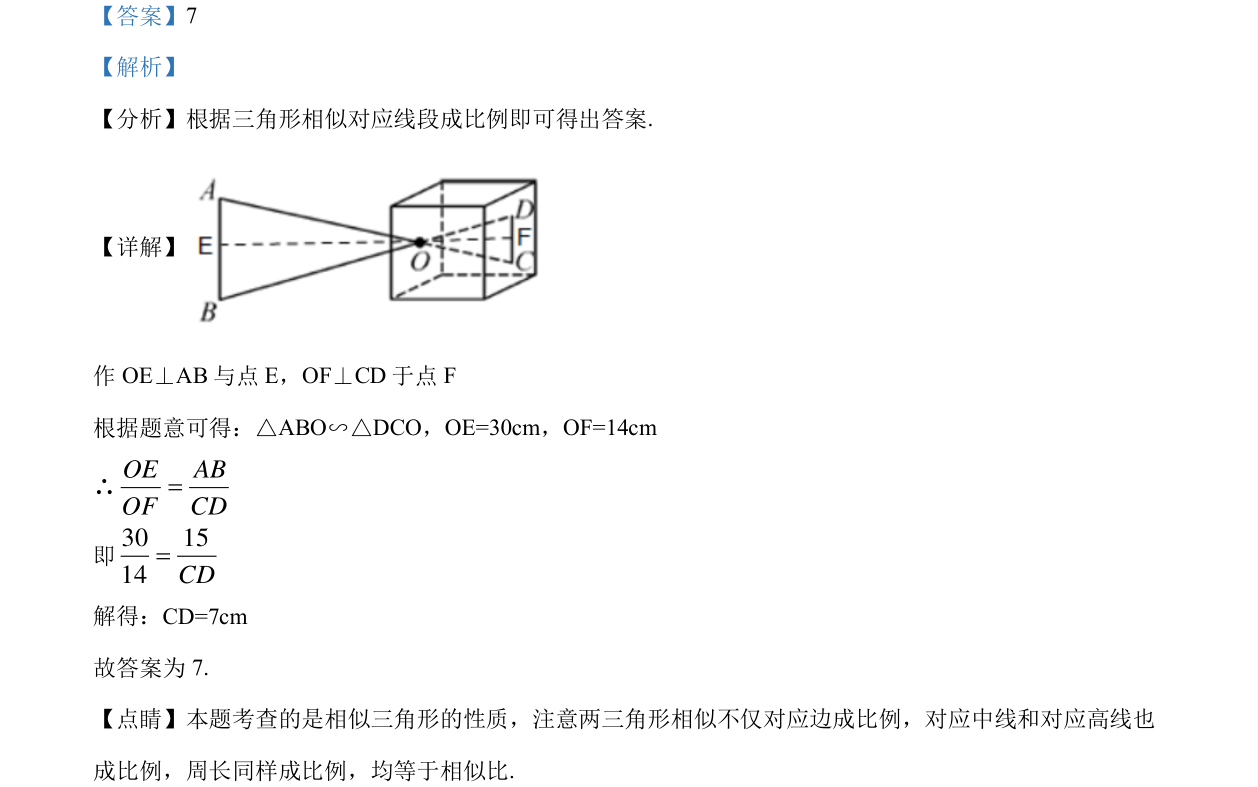 【答案】7
【解析】
【分析】根据三角形相似对应线段成比例即可得出答案.
【详解】
A
E
B
O
D
F
C
作 OE⊥AB 与点 E，OF⊥CD 于点 F
根据题意可得：△ABO∽△DCO，OE=30cm，OF=14cm
∴ OE/OF = AB/CD
即 30/14 = 15/CD
解得：CD=7cm
故答案为 7.
【点睛】本题考查的是相似三角形的性质，注意两三角形相似不仅对应边成比例，对应中线和对应高线也
成比例，周长同样成比例，均等于相似比.